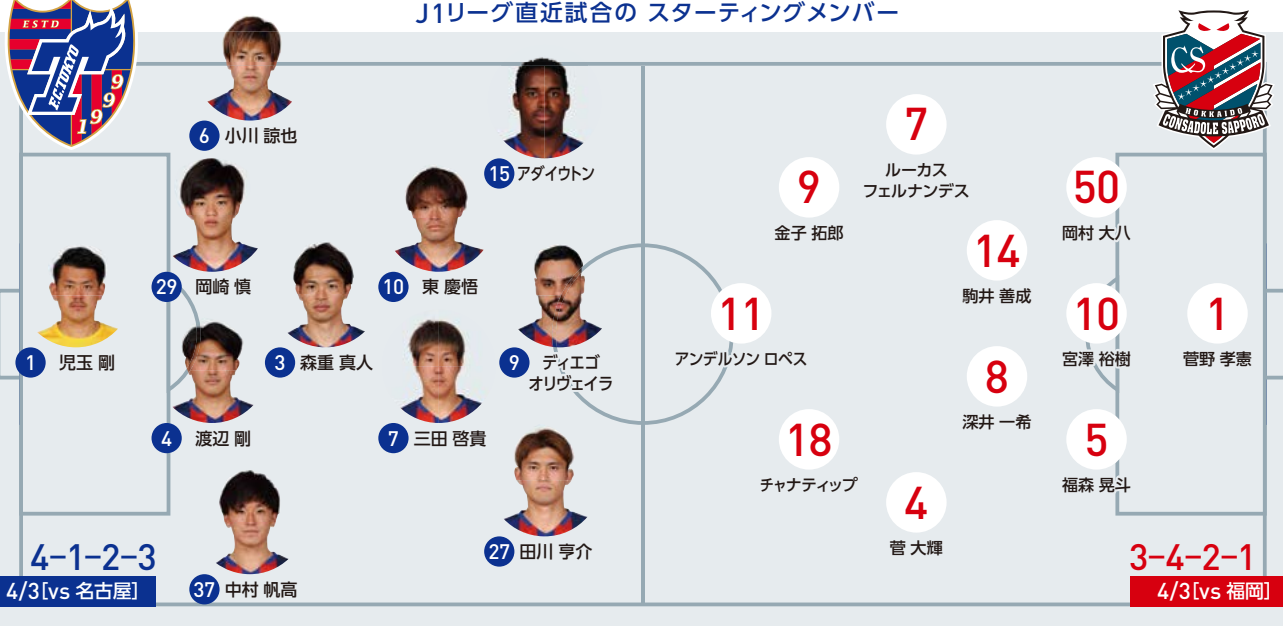 J1リーグ直近試合の スターティングメンバー
ESTD
F.C.TOKYO
1999
6 小川 諒也
15 アダイウトン
29 岡崎 慎
10 東 慶悟
1 児玉 剛
3 森重 真人
9 ディエゴ
オリヴェイラ
4 渡辺 剛
7 三田 啓貴
37 中村 帆高
27 田川 亨介
4-1-2-3
4/3[vs 名古屋]
CS
HOKKAIDO
CONSADOLE SAPPORO
7
ルーカス
フェルナンデス
9
金子 拓郎
50
岡村 大八
14
駒井 善成
11
アンデルソン ロペス
10
宮澤 裕樹
1
菅野 孝憲
8
深井 一希
18
チャナティップ
5
福森 晃斗
4
菅 大輝
3-4-2-1
4/3[vs 福岡]